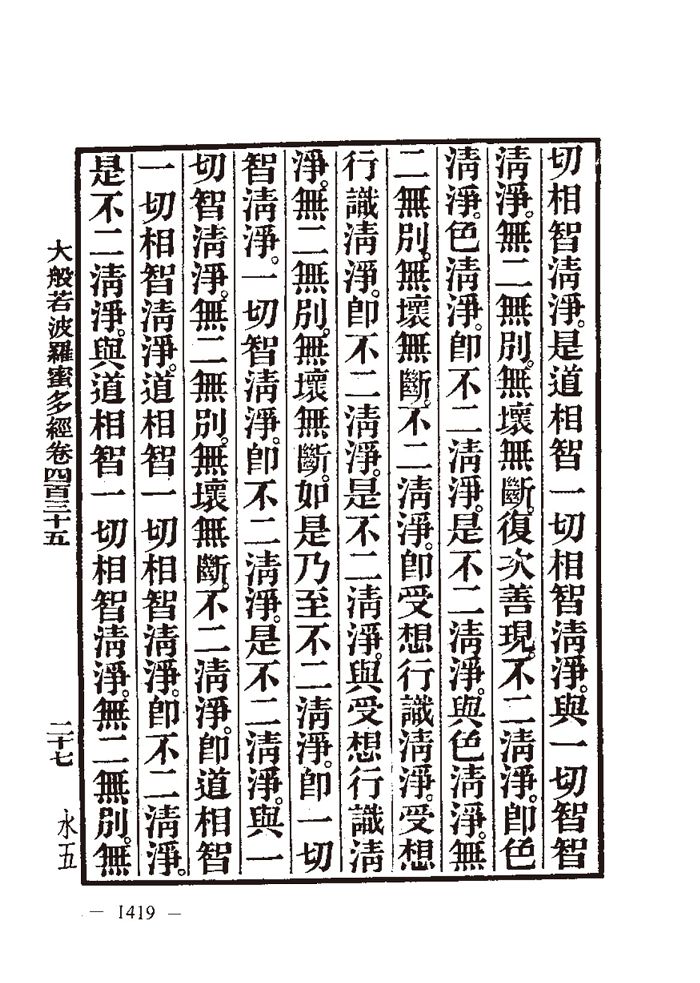 切相智清淨。是道相智一切相智清淨。與一切智智
清淨。無二無別。無壞無斷。復次善現。不二清淨。卽色
清淨。色清淨。卽不二清淨。是不二清淨。與色清淨。無
二無別。無壞無斷。不二清淨。卽受想行識清淨。受想
行識清淨。卽不二清淨。是不二清淨。與受想行識清
淨。無二無別。無壞無斷。如是乃至不二清淨。卽一切
智清淨。一切智清淨。卽不二清淨。是不二清淨。與一
切智清淨。無二無別。無壞無斷。不二清淨。卽道相智
一切相智清淨。道相智一切相智清淨。卽不二清淨。
是不二清淨。與道相智一切相智清淨。無二無別。無
大般若波羅蜜多經卷四百三十五
二十七
永五
— 1419 —